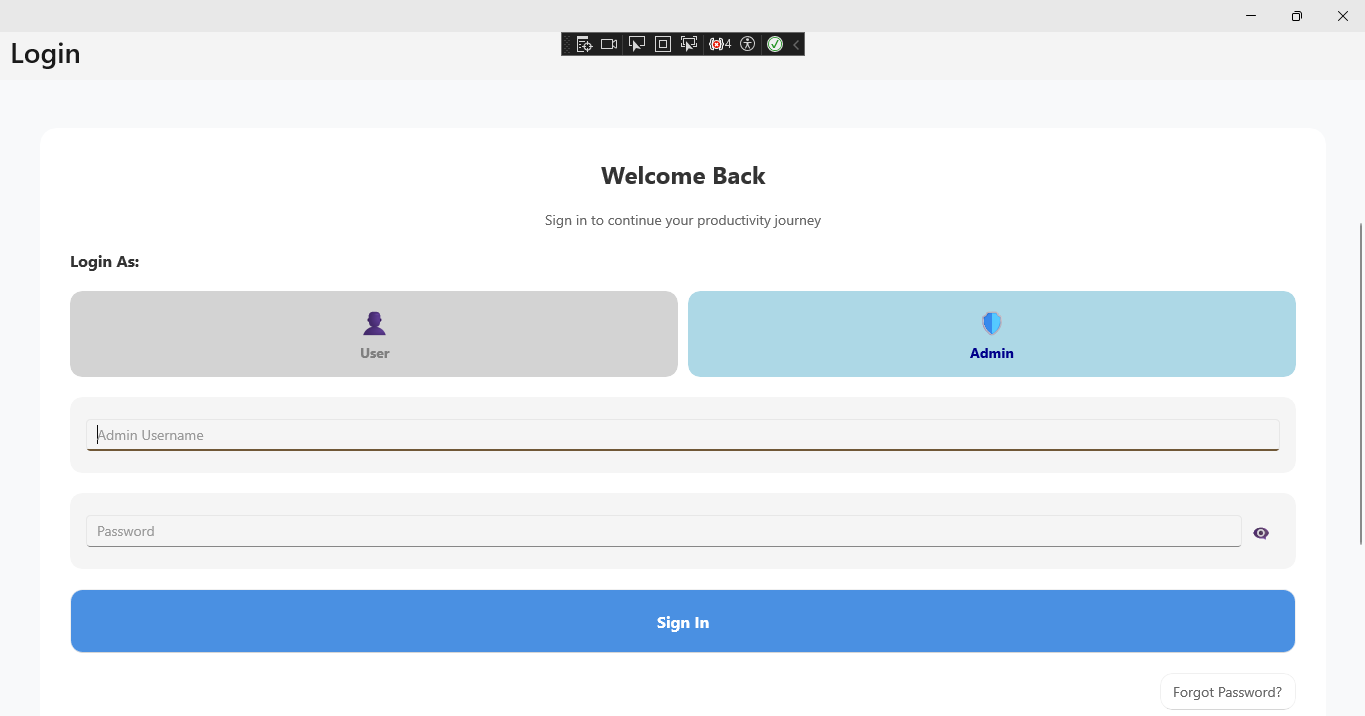 Login
4
Welcome Back
Sign in to continue your productivity journey
Login As:
User
Admin
Admin Username
Password
Sign In
Forgot Password?